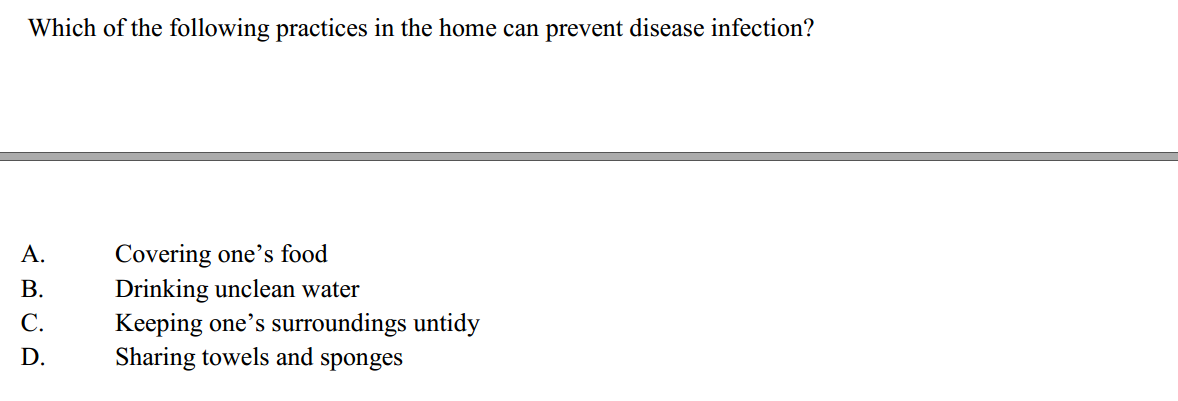 Which of the following practices in the home can prevent disease infection?
A. Covering one’s food
B. Drinking unclean water
C. Keeping one’s surroundings untidy
D. Sharing towels and sponges